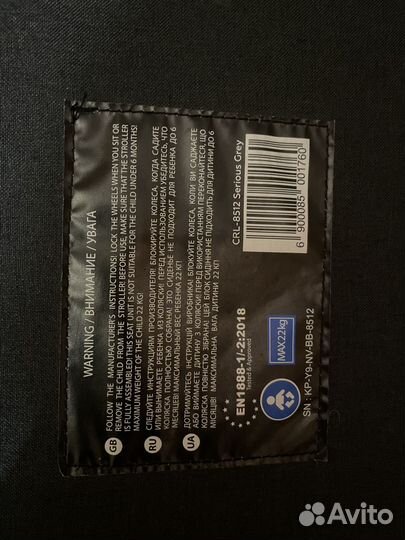 WARNING / ВНИМАНИЕ / УВАГА
GB
FOLLOW THE MANUFACTURER'S INSTRUCTIONS! LOCK THE WHEELS WHEN YOU SIT OR
REMOVE THE CHILD FROM THE STROLLER! BEFORE USE, MAKE SURE THAT THE STROLLER
IS FULLY ASSEMBLED! THIS SEAT UNIT IS NOT SUITABLE FOR THE CHILD UNDER 6 MONTHS!
MAXIMUM WEIGHT OF THE CHILD 22 KG!
RU
СЛЕДУЙТЕ ИНСТРУКЦИЯМ ПРОИЗВОДИТЕЛЯ! БЛОКИРУЙТЕ КОЛЕСА, КОГДА САДИТЕ
ИЛИ ВЫНИМАЕТЕ РЕБЕНКА ИЗ КОЛЯСКИ! ПЕРЕД ИСПОЛЬЗОВАНИЕМ УБЕДИТЕСЬ, ЧТО
КОЛЯСКА ПОЛНОСТЬЮ СОБРАНА! ЭТО СИДЕНЬЕ НЕ ПОДХОДИТ ДЛЯ РЕБЕНКА ДО 6
МЕСЯЦЕВ! МАКСИМАЛЬНЫЙ ВЕС РЕБЕНКА 22 КГ!
UA
ДОТРИМУЙТЕСЬ ІНСТРУКЦІЙ ВИРОБНИКА! БЛОКУЙТЕ КОЛЕСА, КОЛИ ВИ САДЖАЄТЕ
АБО ВИЙМАЄТЕ ДИТИНУ З КОЛЯСКИ! ПЕРЕД ВИКОРИСТАННЯМ ПЕРЕКОНАЙТЕСЯ, ЩО
КОЛЯСКА ПОВНІСТЮ ЗІБРАНА! ЦЕЙ БЛОК СИДІННЯ НЕ ПІДХОДИТЬ ДЛЯ ДИТИНИ ДО 6
МІСЯЦІВ! МАКСИМАЛЬНА ВАГА ДИТИНИ 22 КГ!
EN1888-1/-2:2018
Tested & Approved
MAX.22kg
SN : KP-Y9-NV-BB-8512
CRL-8512 Serious Grey
6 900085 001760
Avito